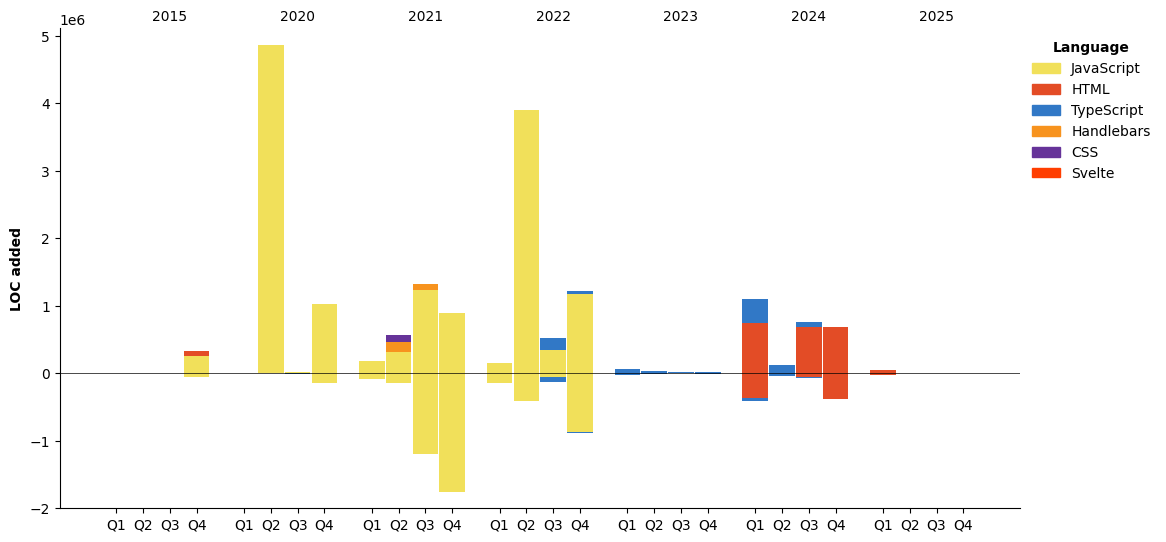 2015 2020 2021 2022 2023 2024 2025
1e6
5
4
3
2
1
0
−1
−2
LOC added
Q1 Q2 Q3 Q4 Q1 Q2 Q3 Q4 Q1 Q2 Q3 Q4 Q1 Q2 Q3 Q4 Q1 Q2 Q3 Q4 Q1 Q2 Q3 Q4 Q1 Q2 Q3 Q4
Language
JavaScript
HTML
TypeScript
Handlebars
CSS
Svelte